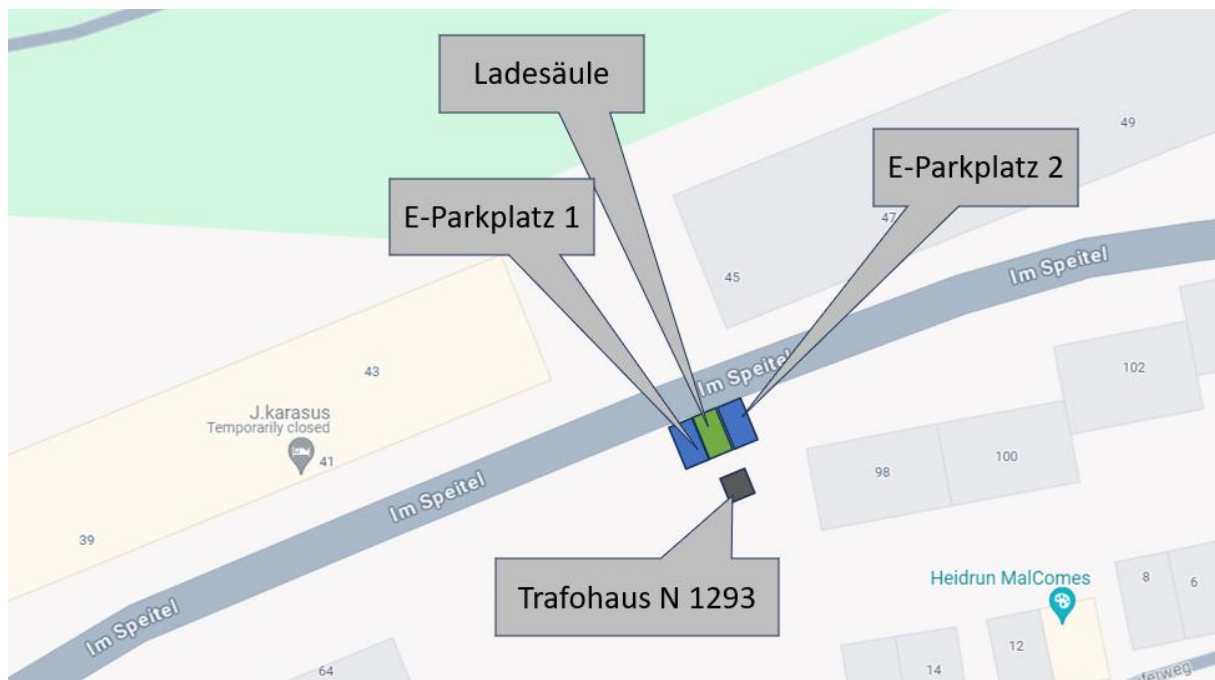 Ladesäule
49
E-Parkplatz 2
E-Parkplatz 1
47
45
Im Speitel
Im Speitel
43
102
J.karasus
Temporarily closed
41
98
100
Im Speitel
39
Trafohaus N 1293
Heidrun MalComes
8
6
Im Speitel
12
64
14
ferweg